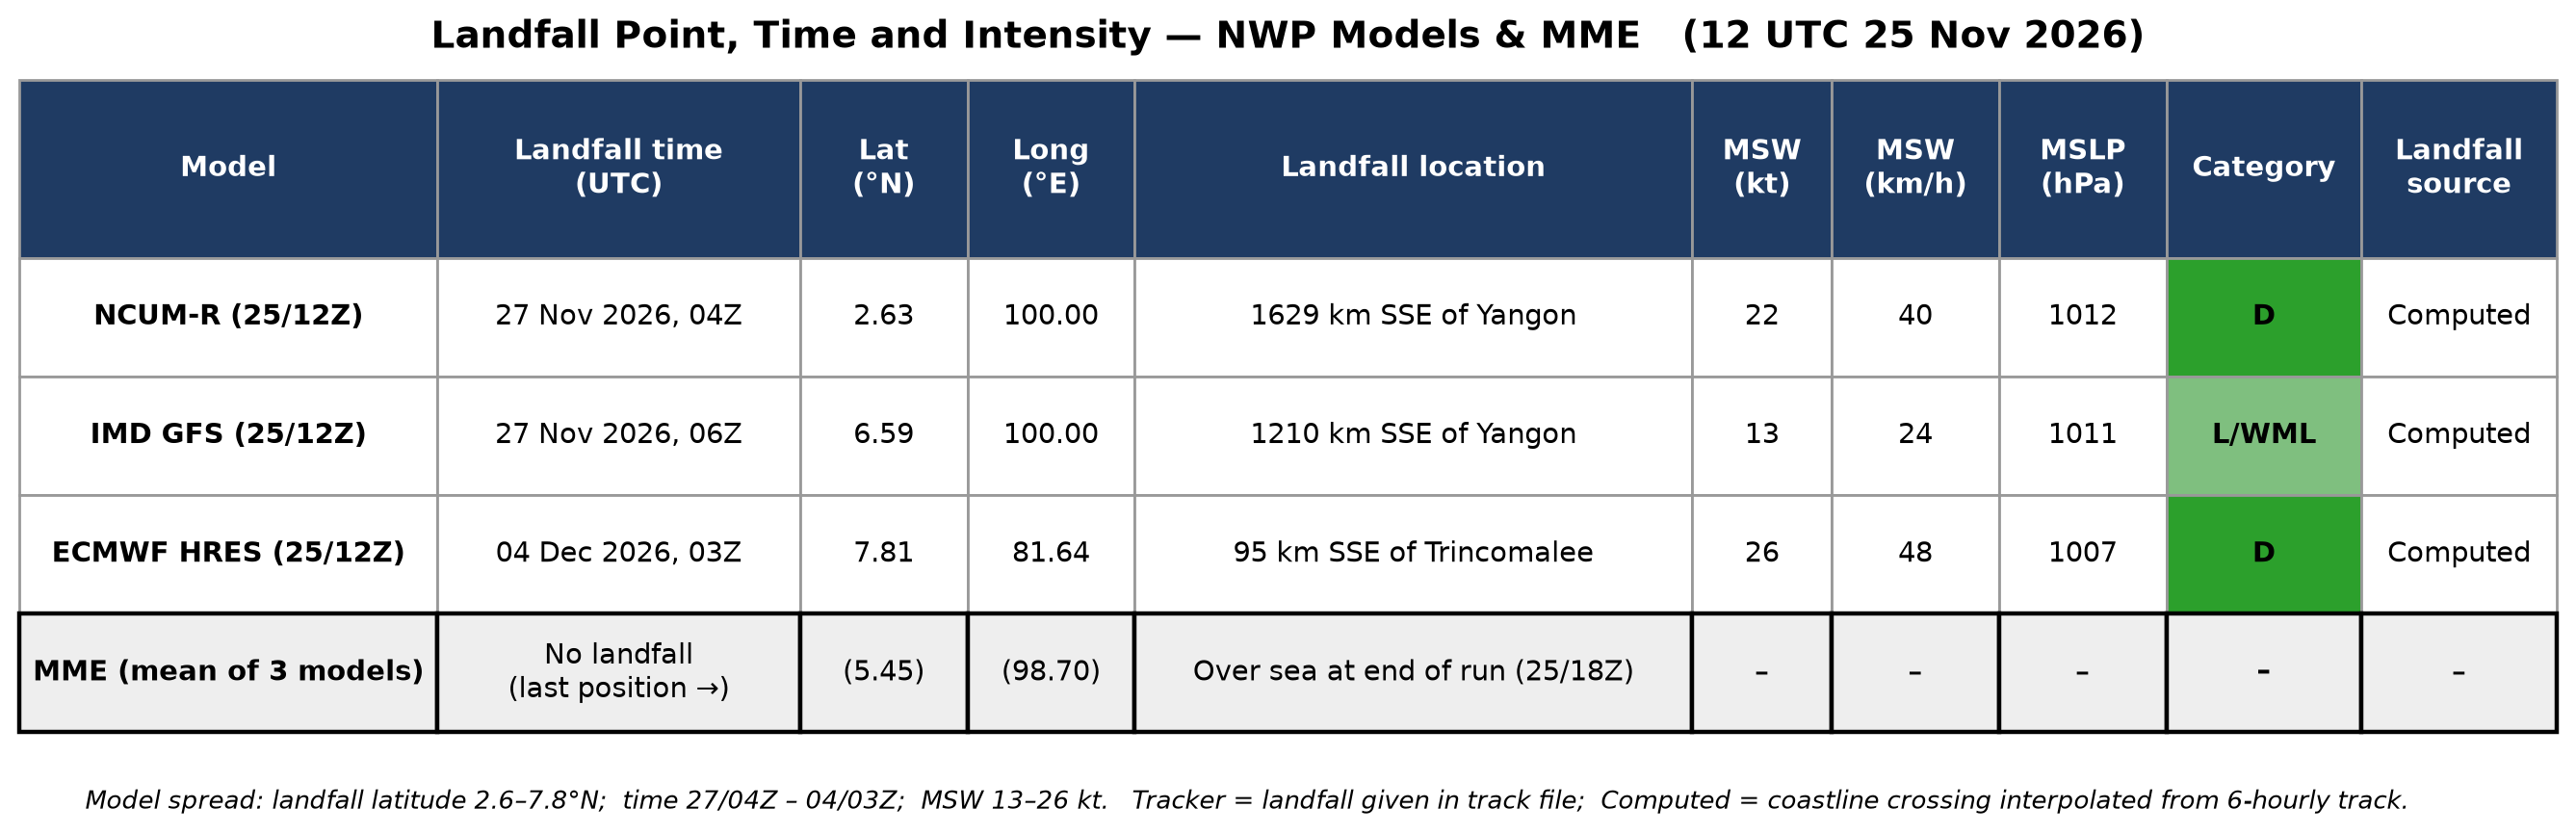 Landfall Point, Time and Intensity — NWP Models & MME (12 UTC 25 Nov 2026)
Model | Landfall time (UTC) | Lat (°N) | Long (°E) | Landfall location | MSW (kt) | MSW (km/h) | MSLP (hPa) | Category | Landfall source
NCUM-R (25/12Z) | 27 Nov 2026, 04Z | 2.63 | 100.00 | 1629 km SSE of Yangon | 22 | 40 | 1012 | D | Computed
IMD GFS (25/12Z) | 27 Nov 2026, 06Z | 6.59 | 100.00 | 1210 km SSE of Yangon | 13 | 24 | 1011 | L/WML | Computed
ECMWF HRES (25/12Z) | 04 Dec 2026, 03Z | 7.81 | 81.64 | 95 km SSE of Trincomalee | 26 | 48 | 1007 | D | Computed
MME (mean of 3 models) | No landfall (last position →) | (5.45) | (98.70) | Over sea at end of run (25/18Z) | – | – | – | – | –
Model spread: landfall latitude 2.6–7.8°N; time 27/04Z – 04/03Z; MSW 13–26 kt. Tracker = landfall given in track file; Computed = coastline crossing interpolated from 6-hourly track.